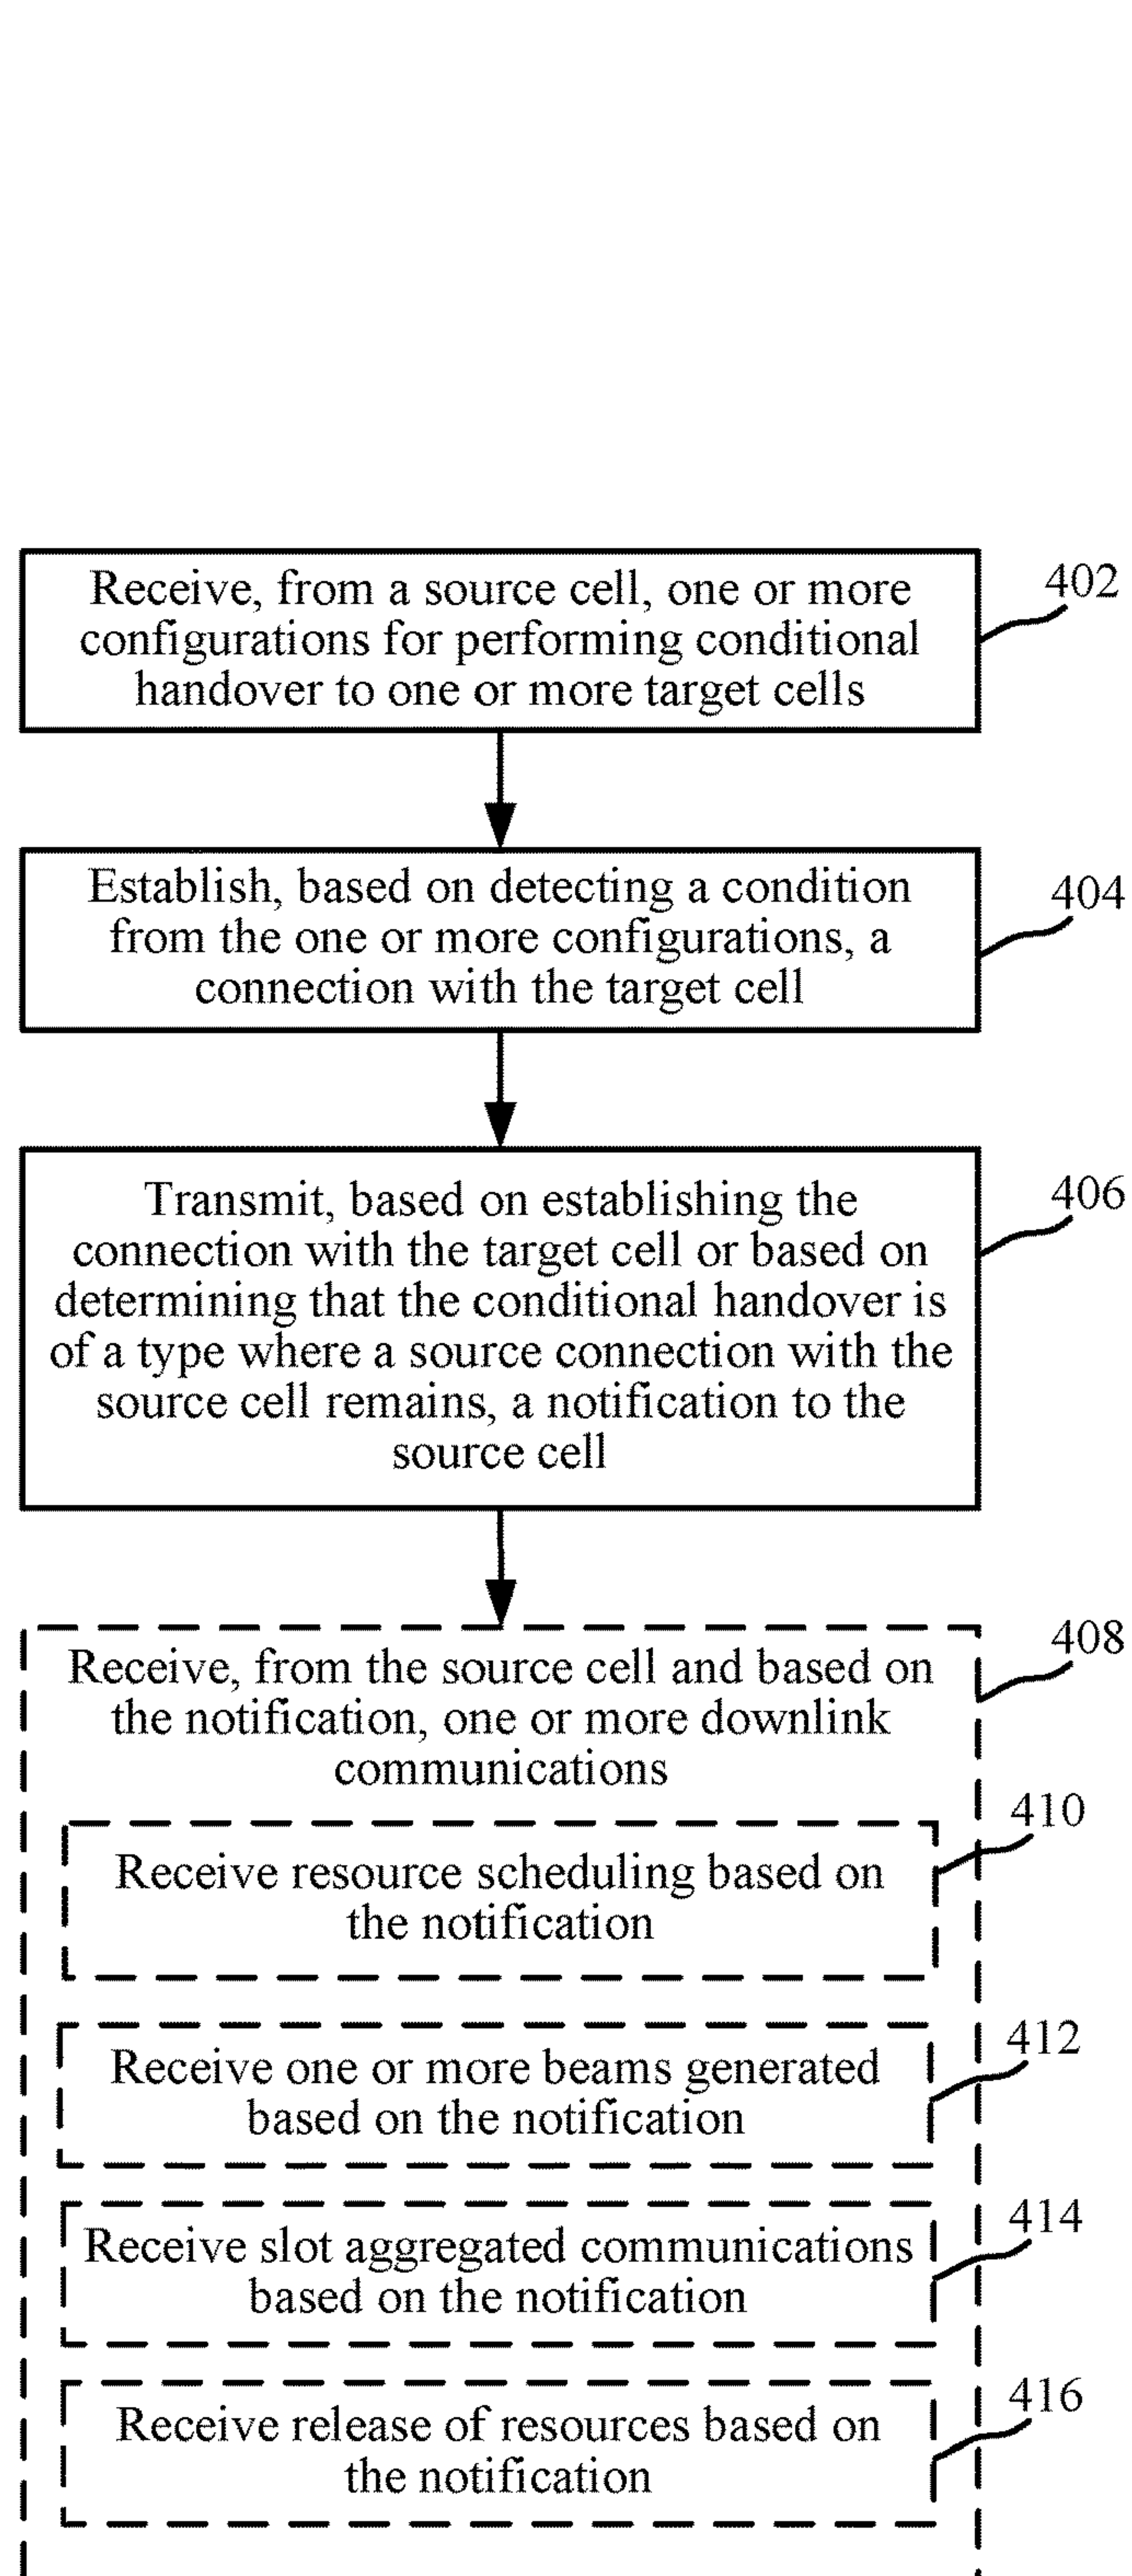 Receive, from a source cell, one or more
configurations for performing conditional
handover to one or more target cells
402
Establish, based on detecting a condition
from the one or more configurations, a
connection with the target cell
404
Transmit, based on establishing the
connection with the target cell or based on
determining that the conditional handover is
of a type where a source connection with the
source cell remains, a notification to the
source cell
406
Receive, from the source cell and based on
the notification, one or more downlink
communications
408
Receive resource scheduling based on
the notification
410
Receive one or more beams generated
based on the notification
412
Receive slot aggregated communications
based on the notification
414
Receive release of resources based on
the notification
416